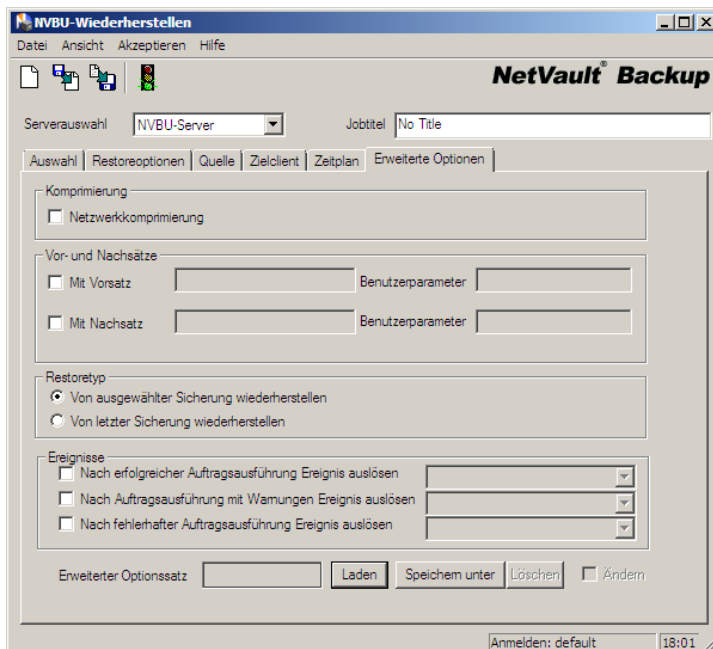 NVBU-Wiederherstellen
Datei Ansicht Akzeptieren Hilfe
NetVault® Backup
Serverauswahl NVBU-Server Jobtitel No Title
Auswahl Restoreoptionen Quelle Zielclient Zeitplan Erweiterte Optionen
Komprimierung
Netzwerkkomprimierung
Vor- und Nachsätze
Mit Vorsatz Benutzerparameter
Mit Nachsatz Benutzerparameter
Restoretyp
Von ausgewählter Sicherung wiederherstellen
Von letzter Sicherung wiederherstellen
Ereignisse
Nach erfolgreicher Auftragsausführung Ereignis auslösen
Nach Auftragsausführung mit Warnungen Ereignis auslösen
Nach fehlerhafter Auftragsausführung Ereignis auslösen
Erweiterter Optionssatz Laden Speichern unter Löschen Ändern
Anmelden: default 18:01